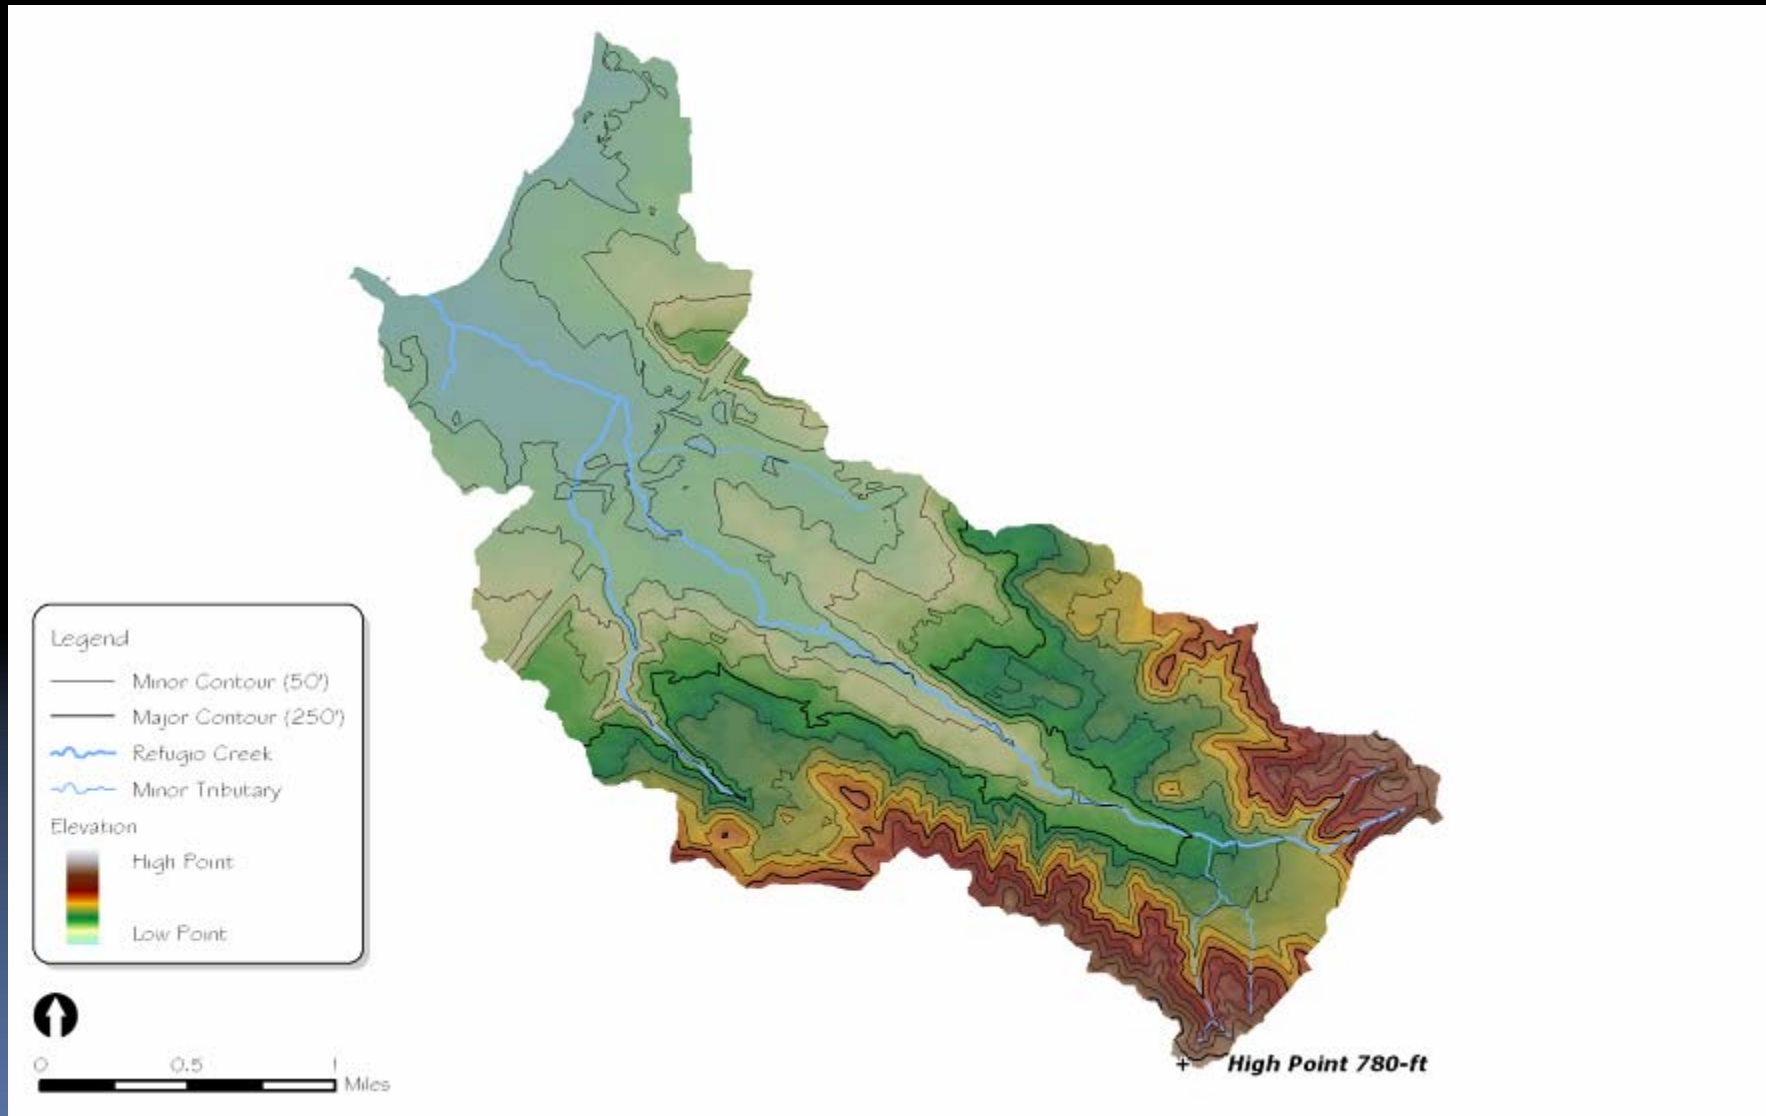 Legend
Minor Contour (50')
Major Contour (250')
Refugio Creek
Minor Tributary
Elevation
High Point
Low Point
0 0.5 1
Miles
+ High Point 780-ft